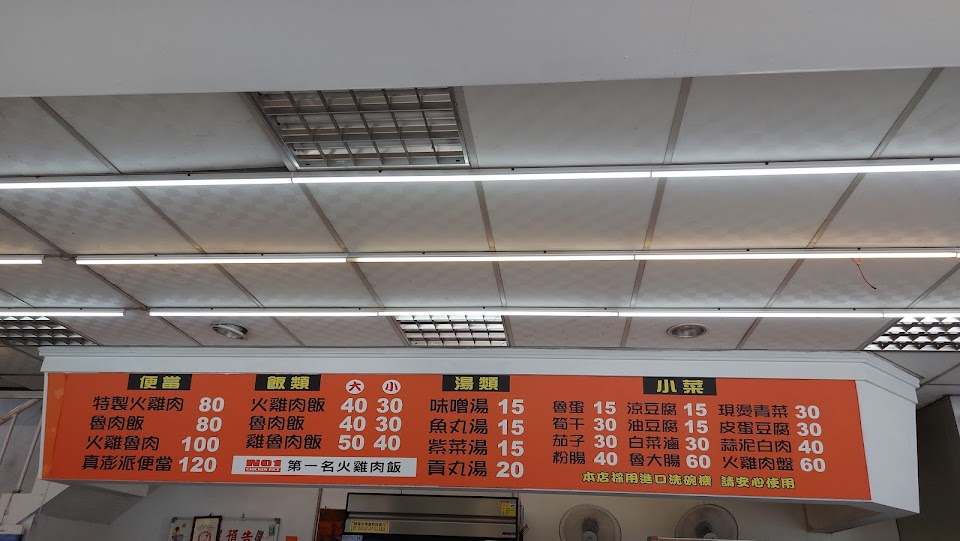 便當
特製火雞肉 80
魯肉飯 80
火雞魯肉 100
真澎派便當 120
飯類 大 小
火雞肉飯 40 30
魯肉飯 40 30
雞魯肉飯 50 40
NO1 CHICKEN RICE 第一名火雞肉飯
湯類
味噌湯 15
魚丸湯 15
紫菜湯 15
貢丸湯 20
小菜
魯蛋 15 涼豆腐 15 現燙青菜 30
筍干 30 油豆腐 15 皮蛋豆腐 30
茄子 30 白菜滷 30 蒜泥白肉 40
粉腸 40 魯大腸 60 火雞肉盤 60
本店採用進口洗碗機 請安心使用
預告